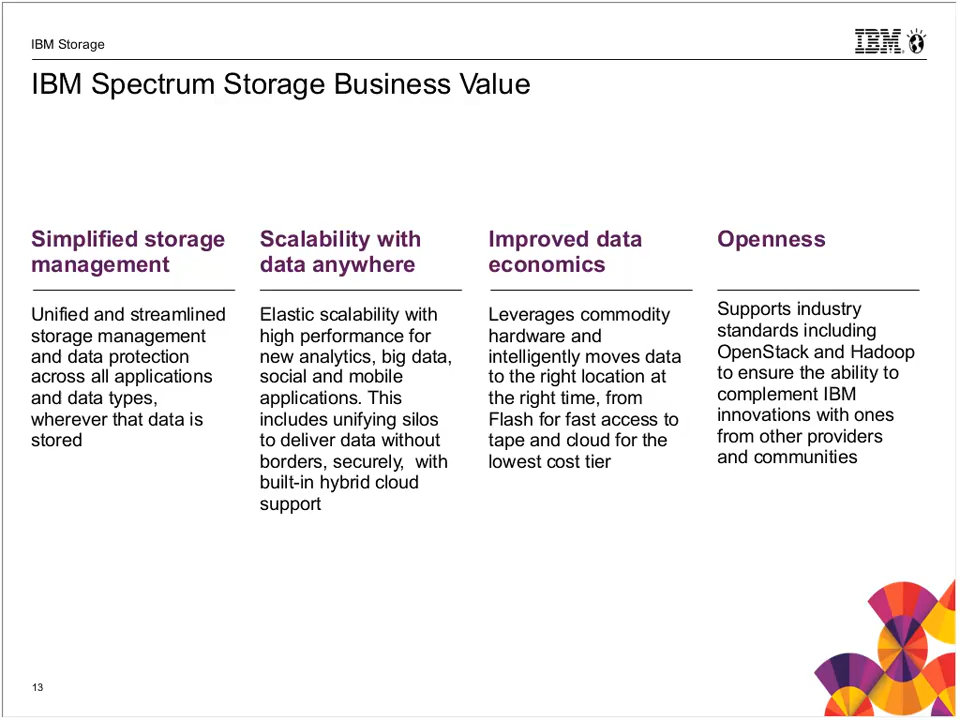 IBM Storage
IBM
IBM Spectrum Storage Business Value
Simplified storage
management
Unified and streamlined
storage management
and data protection
across all applications
and data types,
wherever that data is
stored
Scalability with
data anywhere
Elastic scalability with
high performance for
new analytics, big data,
social and mobile
applications. This
includes unifying silos
to deliver data without
borders, securely,  with
built-in hybrid cloud
support
Improved data
economics
Leverages commodity
hardware and
intelligently moves data
to the right location at
the right time, from
Flash for fast access to
tape and cloud for the
lowest cost tier
Openness
Supports industry
standards including
OpenStack and Hadoop
to ensure the ability to
complement IBM
innovations with ones
from other providers
and communities
13